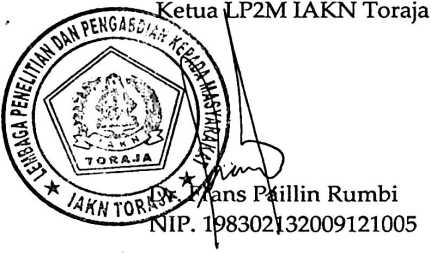 Ketua LP2M IAKN Toraja
LEMBAGA PENELITIAN DAN PENGABDIAN KEPADA MASYARAKAT
IAKN
TORAJA
★ IAKN TORAJA ★
Dr. Frans Paillin Rumbi
NIP. 198302132009121005